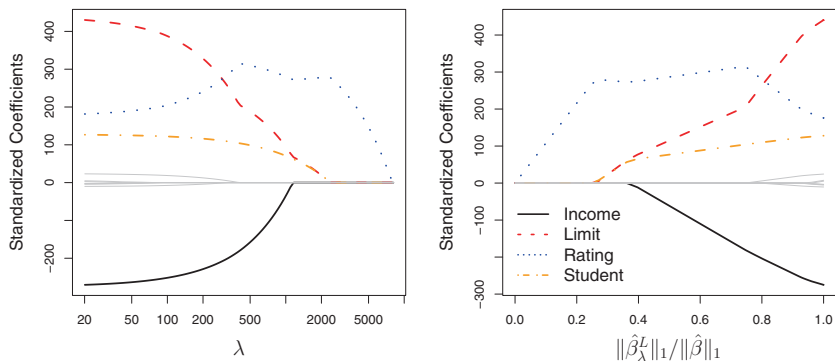 Standardized Coefficients
400
300
200
100
0
−200
20 50 100 200 500 2000 5000
λ
Standardized Coefficients
400
300
200
100
0
−100
−300
Income
Limit
Rating
Student
0.0 0.2 0.4 0.6 0.8 1.0
‖β̂ᴸλ‖₁/‖β̂‖₁